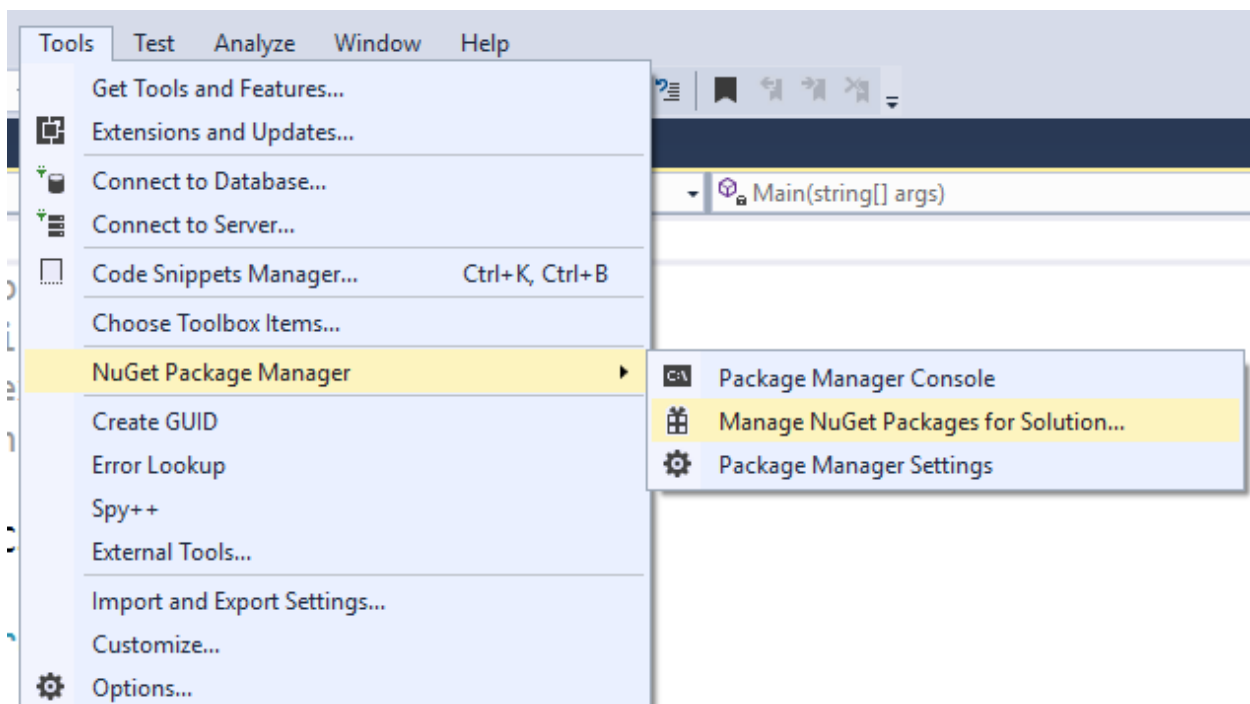 Tools Test Analyze Window Help
Get Tools and Features...
Extensions and Updates...
Connect to Database...
Main(string[] args)
Connect to Server...
Code Snippets Manager... Ctrl+K, Ctrl+B
Choose Toolbox Items...
NuGet Package Manager
Package Manager Console
Manage NuGet Packages for Solution...
Package Manager Settings
Create GUID
Error Lookup
Spy++
External Tools...
Import and Export Settings...
Customize...
Options...